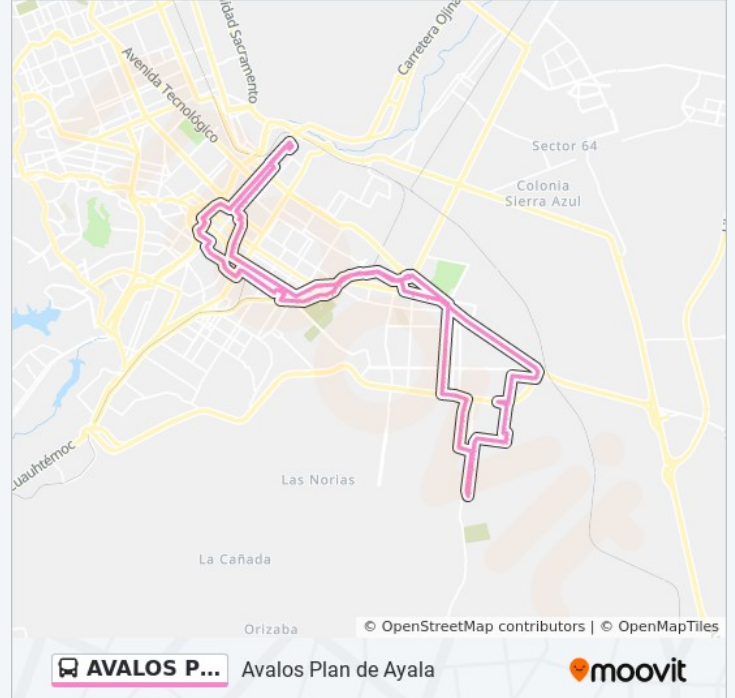 idad Sacramento
Carretera Ojina
Avenida Tecnológico
Sector 64
Colonia
Sierra Azul
Cuauhtémoc
Las Norias
La Cañada
Orizaba
© OpenStreetMap contributors | © OpenMapTiles
AVALOS P...
Avalos Plan de Ayala
moovit